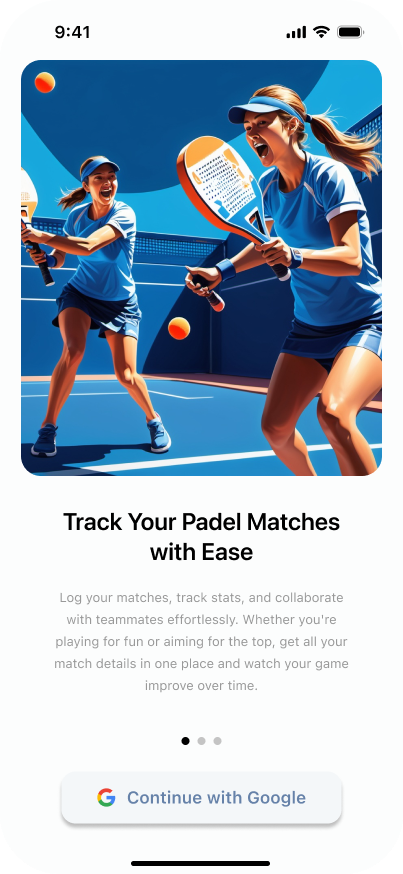 9:41
Track Your Padel Matches
with Ease
Log your matches, track stats, and collaborate
with teammates effortlessly. Whether you're
playing for fun or aiming for the top, get all your
match details in one place and watch your game
improve over time.
Continue with Google